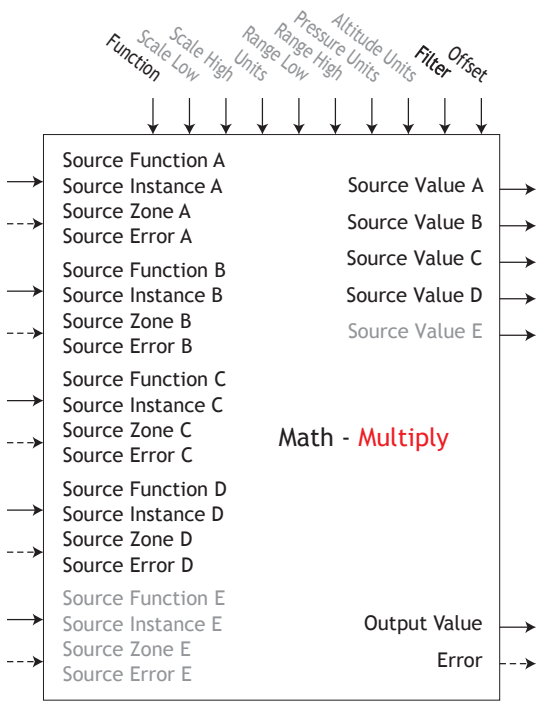 Function
Scale Low
Scale High
Units
Range Low
Range High
Pressure Units
Altitude Units
Filter
Offset
Source Function A
Source Instance A
Source Zone A
Source Error A
Source Function B
Source Instance B
Source Zone B
Source Error B
Source Function C
Source Instance C
Source Zone C
Source Error C
Source Function D
Source Instance D
Source Zone D
Source Error D
Source Function E
Source Instance E
Source Zone E
Source Error E
Math - Multiply
Source Value A
Source Value B
Source Value C
Source Value D
Source Value E
Output Value
Error